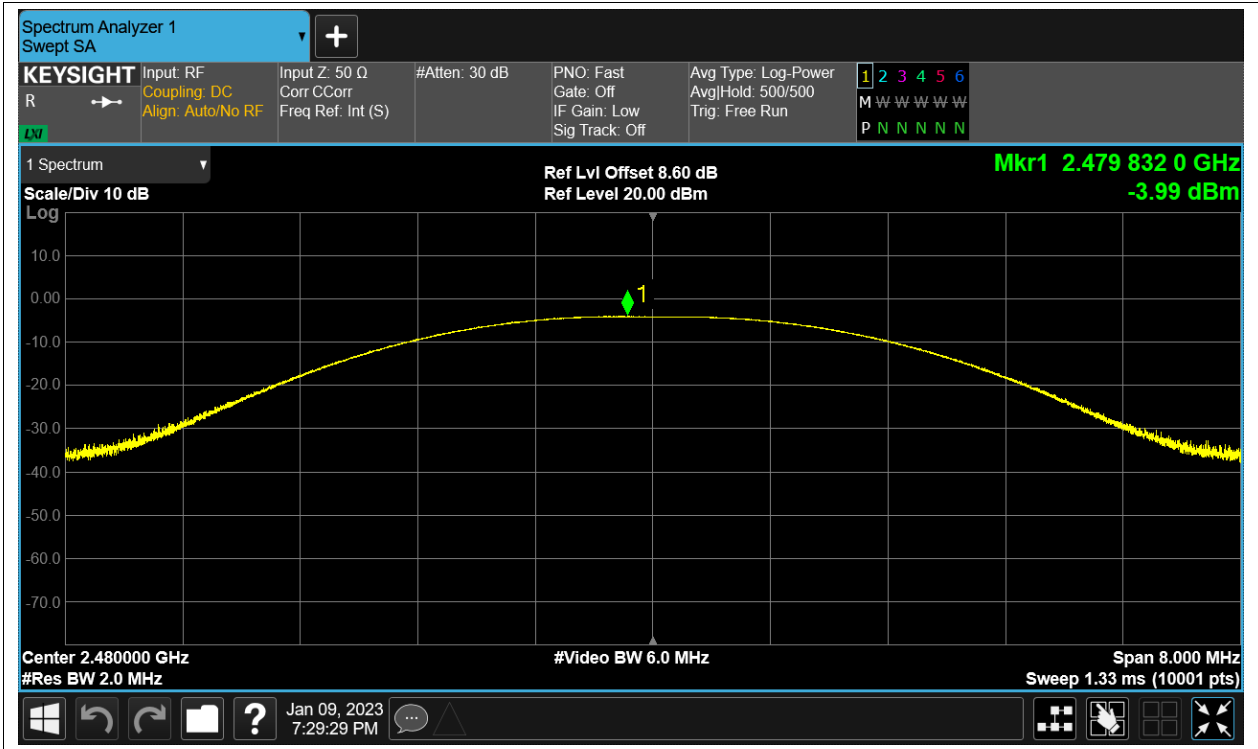 Spectrum Analyzer 1
Swept SA
KEYSIGHT
R
LXI
Input: RF
Coupling: DC
Align: Auto/No RF
Input Z: 50 Ω
Corr CCorr
Freq Ref: Int (S)
#Atten: 30 dB
PNO: Fast
Gate: Off
IF Gain: Low
Sig Track: Off
Avg Type: Log-Power
Avg|Hold: 500/500
Trig: Free Run
1 2 3 4 5 6
M W W W W W
P N N N N N
1 Spectrum
Scale/Div 10 dB
Ref Lvl Offset 8.60 dB
Ref Level 20.00 dBm
Mkr1 2.479 832 0 GHz
-3.99 dBm
Log
10.0
0.00
-10.0
-20.0
-30.0
-40.0
-50.0
-60.0
-70.0
1
Center 2.480000 GHz
#Video BW 6.0 MHz
Span 8.000 MHz
#Res BW 2.0 MHz
Sweep 1.33 ms (10001 pts)
?
Jan 09, 2023
7:29:29 PM